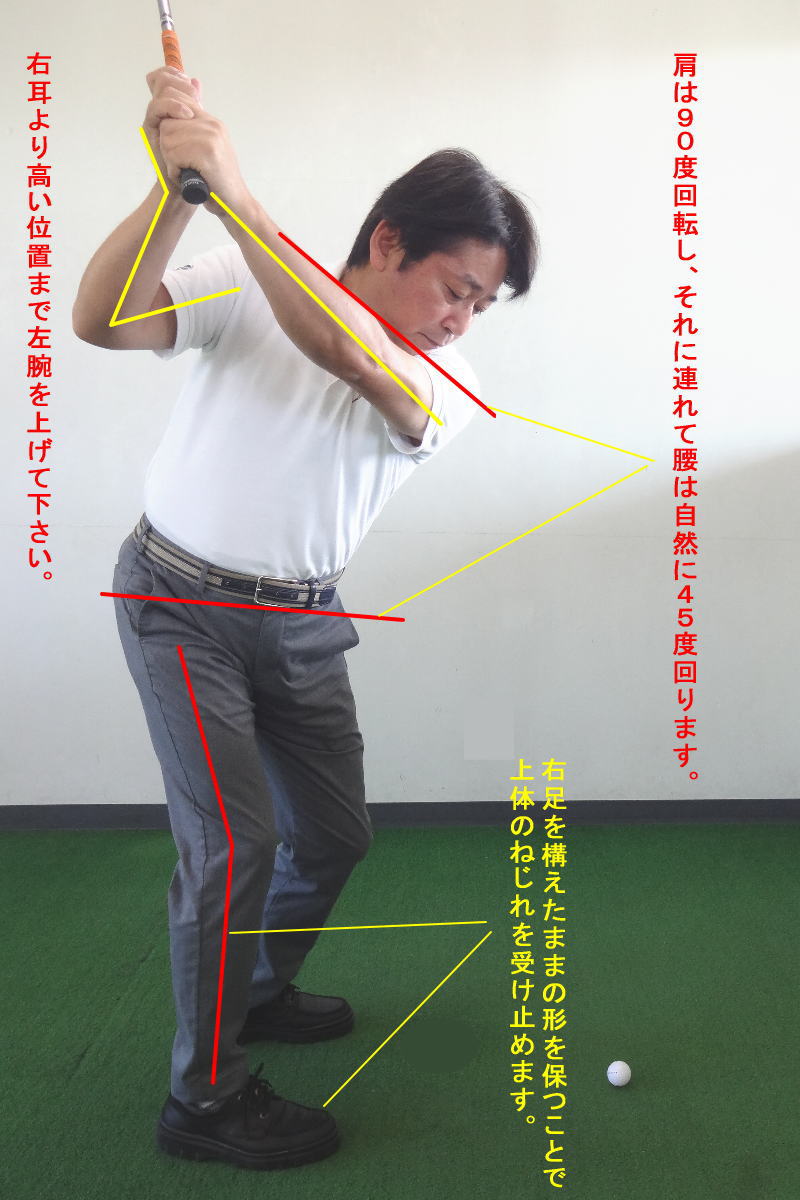 肩は９０度回転し、それに連れて腰は自然に４５度回ります。
右耳より高い位置まで左腕を上げて下さい。
右足を構えたままの形を保つことで
上体のねじれを受け止めます。